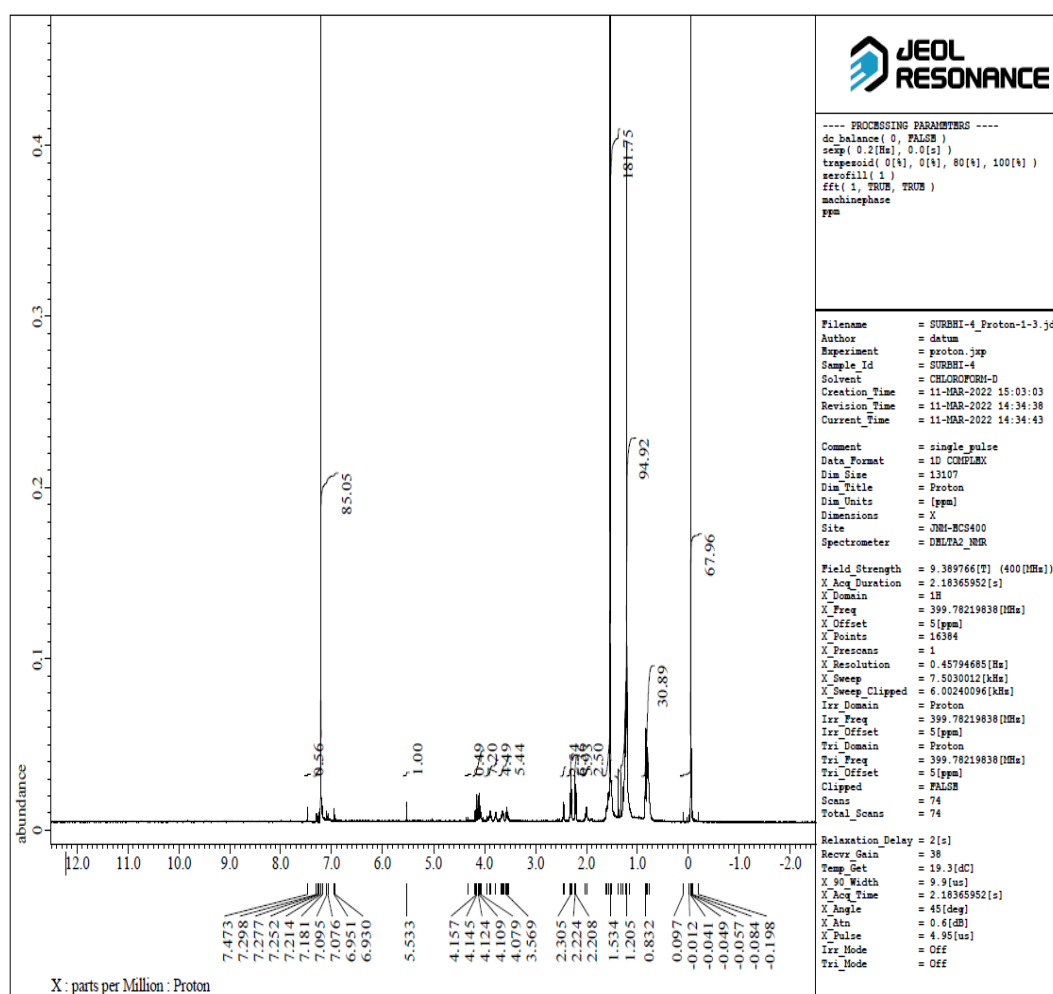 JEOL
RESONANCE
---- PROCESSING PARAMETERS ----
dc_balance( 0, FALSE )
sexp( 0.2[Hz], 0.0[s] )
trapezoid( 0[%], 0[%], 80[%], 100[%] )
zerofill( 1 )
fft( 1, TRUE, TRUE )
machinephase
ppm
Filename = SURBHI-4_Proton-1-3.jd
Author = datum
Experiment = proton.jxp
Sample_Id = SURBHI-4
Solvent = CHLOROFORM-D
Creation_Time = 11-MAR-2022 15:03:03
Revision_Time = 11-MAR-2022 14:34:38
Current_Time = 11-MAR-2022 14:34:43
Comment = single_pulse
Data_Format = 1D COMPLEX
Dim_Size = 13107
Dim_Title = Proton
Dim_Units = [ppm]
Dimensions = X
Site = JNM-ECS400
Spectrometer = DELTA2_NMR
Field_Strength = 9.389766[T] (400[MHz])
X_Acq_Duration = 2.18365952[s]
X_Domain = 1H
X_Freq = 399.78219838[MHz]
X_Offset = 5[ppm]
X_Points = 16384
X_Prescans = 1
X_Resolution = 0.45794685[Hz]
X_Sweep = 7.5030012[kHz]
X_Sweep_Clipped = 6.00240096[kHz]
Irr_Domain = Proton
Irr_Freq = 399.78219838[MHz]
Irr_Offset = 5[ppm]
Tri_Domain = Proton
Tri_Freq = 399.78219838[MHz]
Tri_Offset = 5[ppm]
Clipped = FALSE
Scans = 74
Total_Scans = 74
Relaxation_Delay = 2[s]
Recvr_Gain = 38
Temp_Get = 19.3[dC]
X_90_Width = 9.9[us]
X_Acq_Time = 2.18365952[s]
X_Angle = 45[deg]
X_Atn = 0.6[dB]
X_Pulse = 4.95[us]
Irr_Mode = Off
Tri_Mode = Off
abundance
0.4
0.3
0.2
0.1
0
85.05
181.75
94.92
67.96
30.89
0.56
1.00
0.49
7.20
4.49
5.44
2.50
12.0 11.0 10.0 9.0 8.0 7.0 6.0 5.0 4.0 3.0 2.0 1.0 0 -1.0 -2.0
7.473
7.298
7.277
7.252
7.214
7.181
7.095
7.076
6.951
6.930
5.533
4.157
4.145
4.124
4.109
4.079
3.569
2.305
2.224
2.208
1.534
1.205
0.832
0.097
-0.012
-0.041
-0.049
-0.057
-0.084
-0.198
X : parts per Million : Proton